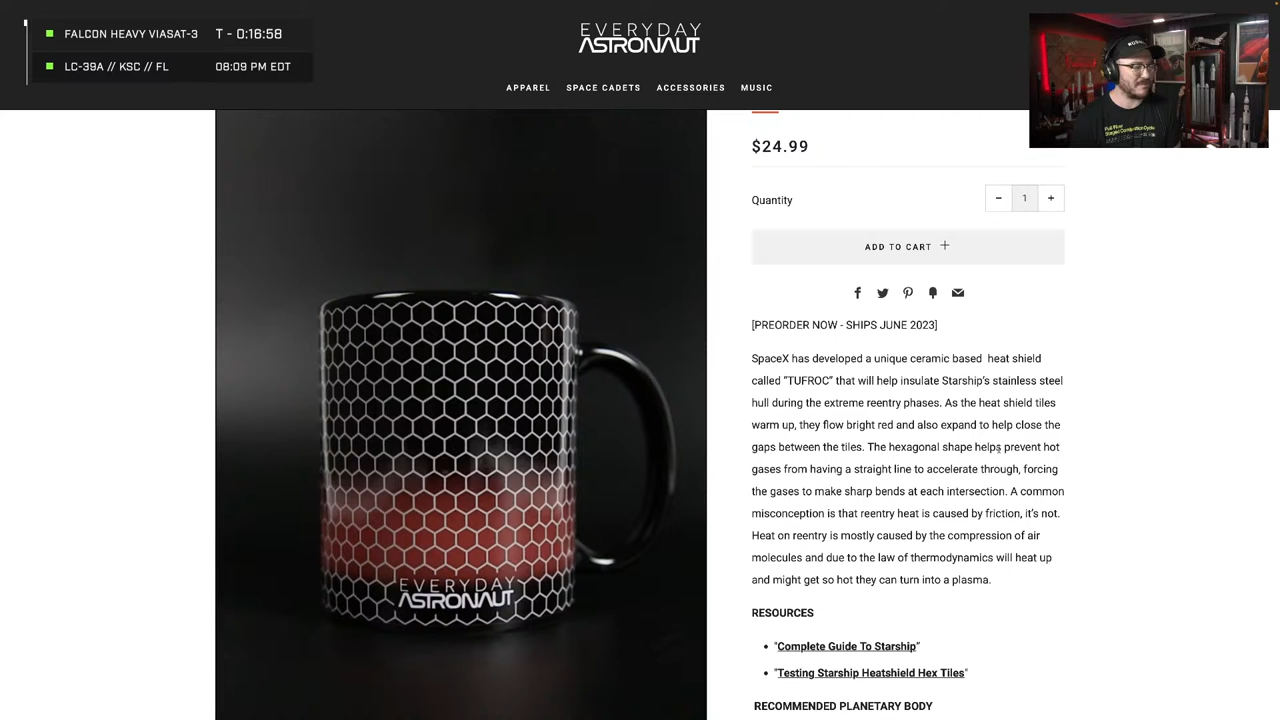 FALCON HEAVY VIASAT-3 T - 0:16:58
LC-39A // KSC // FL 08:09 PM EDT
EVERYDAY
ASTRONAUT
APPAREL SPACE CADETS ACCESSORIES MUSIC
$24.99
Quantity
− 1 +
ADD TO CART +
[PREORDER NOW - SHIPS JUNE 2023]
SpaceX has developed a unique ceramic based heat shield
called “TUFROC” that will help insulate Starship’s stainless steel
hull during the extreme reentry phases. As the heat shield tiles
warm up, they flow bright red and also expand to help close the
gaps between the tiles. The hexagonal shape helps prevent hot
gases from having a straight line to accelerate through, forcing
the gases to make sharp bends at each intersection. A common
misconception is that reentry heat is caused by friction, it’s not.
Heat on reentry is mostly caused by the compression of air
molecules and due to the law of thermodynamics will heat up
and might get so hot they can turn into a plasma.
RESOURCES
"Complete Guide To Starship”
"Testing Starship Heatshield Hex Tiles"
RECOMMENDED PLANETARY BODY
EVERYDAY
ASTRONAUT
Full Flow
Staged Combustion Cycle